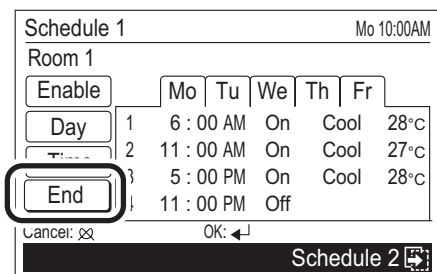 Schedule 1 Mo 10:00AM
Room 1
Enable Mo Tu We Th Fr
Day 1 6 : 00 AM On Cool 28°C
2 11 : 00 AM On Cool 27°C
5 : 00 PM On Cool 28°C
End 11 : 00 PM Off
Cancel: OK:
Schedule 2